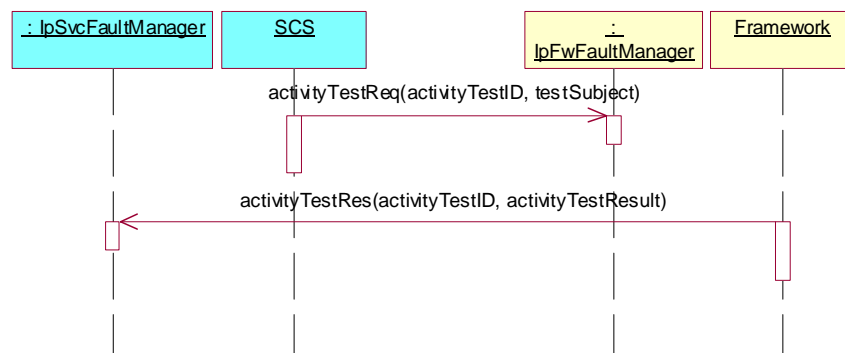 : IpSvcFaultManager
SCS
:
IpFwFaultManager
Framework
activityTestReq(activityTestID, testSubject)
activityTestRes(activityTestID, activityTestResult)